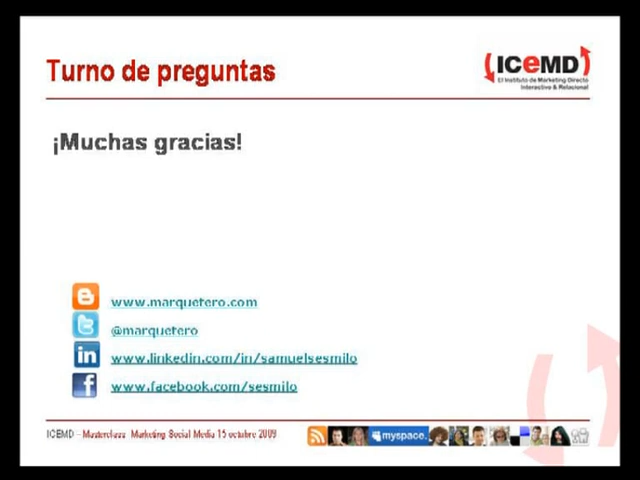 Turno de preguntas
ICEMD
El Instituto de Marketing Directo
Interactivo & Relacional
¡Muchas gracias!
www.marquetero.com
@marquetero
www.linkedin.com/in/samuelsesmilo
www.facebook.com/sesmilo
ICEMD – Masterclass Marketing Social Media 15 octubre 2009
myspace.